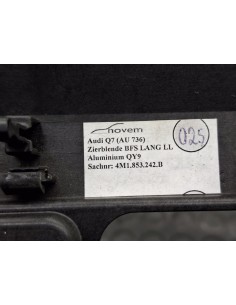 novem
Audi Q7 (AU 736)
Zierblende BFS LANG LL
Aluminium QY9
Sachnr: 4M1.853.242.B
025